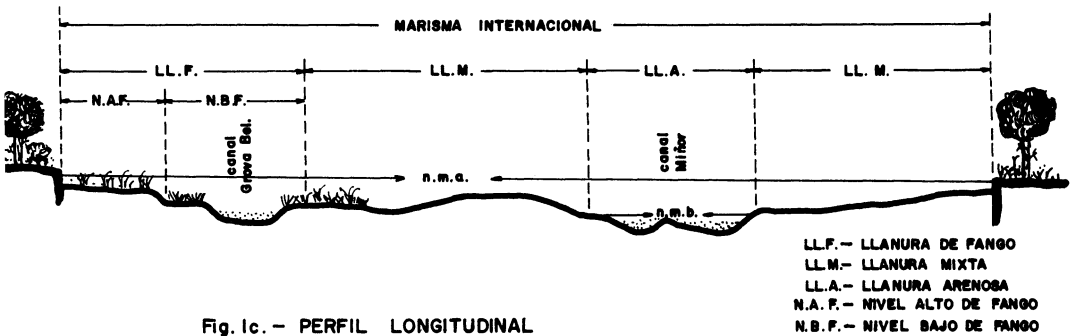 MARISMA INTERNACIONAL
LL.F.
LL.M.
LL.A.
LL. M.
N.A.F.
N.B.F.
canal
Grova Bel.
canal
Miñor
n.m.a.
n.m.b.
LL.F.— LLANURA DE FANGO
LL.M.— LLANURA MIXTA
LL.A.— LLANURA ARENOSA
N.A.F.— NIVEL ALTO DE FANGO
N.B.F.— NIVEL BAJO DE FANGO
Fig. 1c.— PERFIL LONGITUDINAL